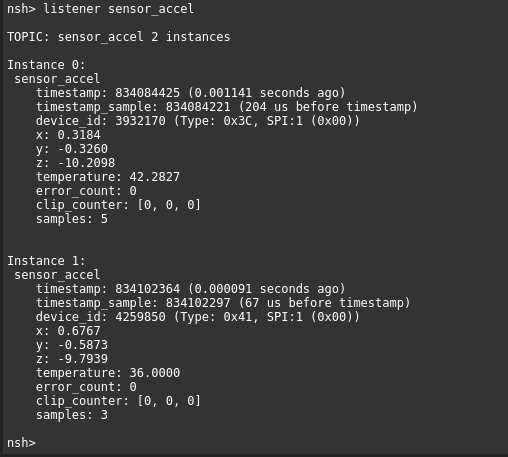 nsh> listener sensor_accel
TOPIC: sensor_accel 2 instances
Instance 0:
sensor_accel
timestamp: 834084425 (0.001141 seconds ago)
timestamp_sample: 834084221 (204 us before timestamp)
device_id: 3932170 (Type: 0x3C, SPI:1 (0x00))
x: 0.3184
y: -0.3260
z: -10.2098
temperature: 42.2827
error_count: 0
clip_counter: [0, 0, 0]
samples: 5
Instance 1:
sensor_accel
timestamp: 834102364 (0.000091 seconds ago)
timestamp_sample: 834102297 (67 us before timestamp)
device_id: 4259850 (Type: 0x41, SPI:1 (0x00))
x: 0.6767
y: -0.5873
z: -9.7939
temperature: 36.0000
error_count: 0
clip_counter: [0, 0, 0]
samples: 3
nsh>